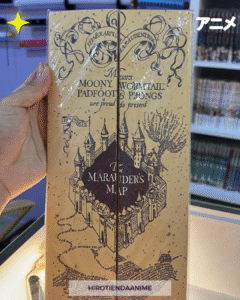 アニメ
Messrs
MOONY WORMTAIL
PADFOOT & PRONGS
are proud to present
The
MARAUDER'S
MAP
HIROTIENDAANIME